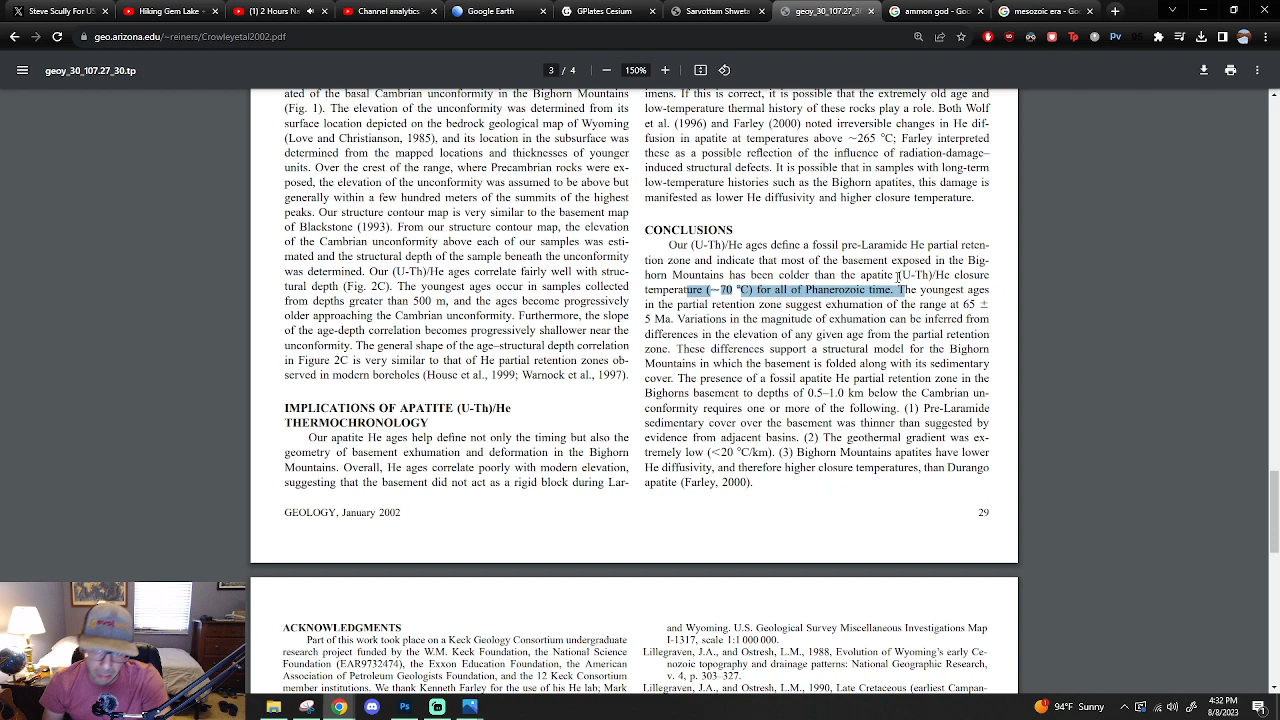 Steve Scully For US
Hiking Gem Lake -
(1) 2 Hours Na
Channel analytics -
Google Earth
GPlates Cesium
Sarvottam Shwetam
geoy_30_107.27_30.
ammon god - Goo
mesozoic era - Go
geo.arizona.edu/~reiners/Crowleyetal2002.pdf
geoy_30_107.27_30.tp
3 / 4
150%
ated of the basal Cambrian unconformity in the Bighorn Mountains
(Fig. 1). The elevation of the unconformity was determined from its
surface location depicted on the bedrock geological map of Wyoming
(Love and Christianson, 1985), and its location in the subsurface was
determined from the mapped locations and thicknesses of younger
units. Over the crest of the range, where Precambrian rocks were ex-
posed, the elevation of the unconformity was assumed to be above but
generally within a few hundred meters of the summits of the highest
peaks. Our structure contour map is very similar to the basement map
of Blackstone (1993). From our structure contour map, the elevation
of the Cambrian unconformity above each of our samples was esti-
mated and the structural depth of the sample beneath the unconformity
was determined. Our (U-Th)/He ages correlate fairly well with struc-
tural depth (Fig. 2C). The youngest ages occur in samples collected
from depths greater than 500 m, and the ages become progressively
older approaching the Cambrian unconformity. Furthermore, the slope
of the age-depth correlation becomes progressively shallower near the
unconformity. The general shape of the age–structural depth correlation
in Figure 2C is very similar to that of He partial retention zones ob-
served in modern boreholes (House et al., 1999; Warnock et al., 1997).
IMPLICATIONS OF APATITE (U-Th)/He
THERMOCHRONOLOGY
Our apatite He ages help define not only the timing but also the
geometry of basement exhumation and deformation in the Bighorn
Mountains. Overall, He ages correlate poorly with modern elevation,
suggesting that the basement did not act as a rigid block during Lar-
GEOLOGY, January 2002
imens. If this is correct, it is possible that the extremely old age and
low-temperature thermal history of these rocks play a role. Both Wolf
et al. (1996) and Farley (2000) noted irreversible changes in He dif-
fusion in apatite at temperatures above ~265 °C; Farley interpreted
these as a possible reflection of the influence of radiation-damage–
induced structural defects. It is possible that in samples with long-term
low-temperature histories such as the Bighorn apatites, this damage is
manifested as lower He diffusivity and higher closure temperature.
CONCLUSIONS
Our (U-Th)/He ages define a fossil pre-Laramide He partial reten-
tion zone and indicate that most of the basement exposed in the Big-
horn Mountains has been colder than the apatite (U-Th)/He closure
temperature (~70 °C) for all of Phanerozoic time. The youngest ages
in the partial retention zone suggest exhumation of the range at 65 ±
5 Ma. Variations in the magnitude of exhumation can be inferred from
differences in the elevation of any given age from the partial retention
zone. These differences support a structural model for the Bighorn
Mountains in which the basement is folded along with its sedimentary
cover. The presence of a fossil apatite He partial retention zone in the
Bighorns basement to depths of 0.5–1.0 km below the Cambrian un-
conformity requires one or more of the following. (1) Pre-Laramide
sedimentary cover over the basement was thinner than suggested by
evidence from adjacent basins. (2) The geothermal gradient was ex-
tremely low (<20 °C/km). (3) Bighorn Mountains apatites have lower
He diffusivity, and therefore higher closure temperatures, than Durango
apatite (Farley, 2000).
29
ACKNOWLEDGMENTS
Part of this work took place on a Keck Geology Consortium undergraduate
research project funded by the W.M. Keck Foundation, the National Science
Foundation (EAR9732474), the Exxon Education Foundation, the American
Association of Petroleum Geologists Foundation, and the 12 Keck Consortium
member institutions. We thank Kenneth Farley for the use of his He lab; Mark
and Wyoming. U.S. Geological Survey Miscellaneous Investigations Map
I-1317, scale 1:1 000 000.
Lillegraven, J.A., and Ostresh, L.M., 1988, Evolution of Wyoming's early Ce-
nozoic topography and drainage patterns: National Geographic Research,
v. 4, p. 303–327.
Lillegraven, J.A., and Ostresh, L.M., 1990, Late Cretaceous (earliest Campan-
94°F Sunny
4:32 PM
8/8/2023